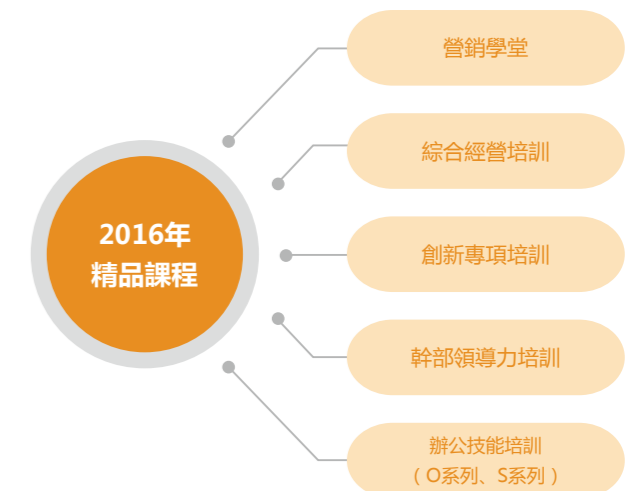 2016年
精品課程
營銷學堂
綜合經營培訓
創新專項培訓
幹部領導力培訓
辦公技能培訓
（O系列、S系列）